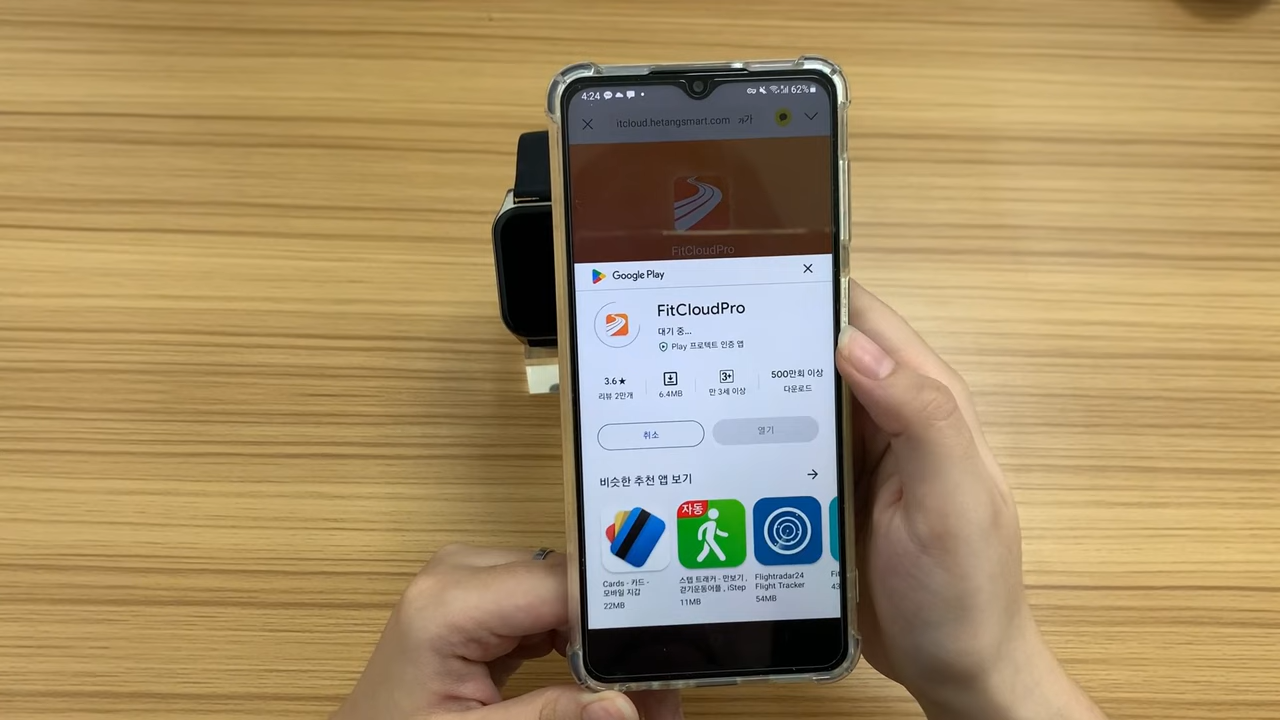 4:24
62%
itcloud.hetangsmart.com 가가
FitCloudPro
Google Play
FitCloudPro
대기 중...
Play 프로텍트 인증 앱
3.6★
리뷰 2만개
6.4MB
3+
만 3세 이상
500만회 이상
다운로드
취소
열기
비슷한 추천 앱 보기
자동
Cards - 카드 -
모바일 지갑
22MB
스텝 트래커 - 만보기,
걷기운동어플, iStep
11MB
Flightradar24
Flight Tracker
54MB
Fi
43